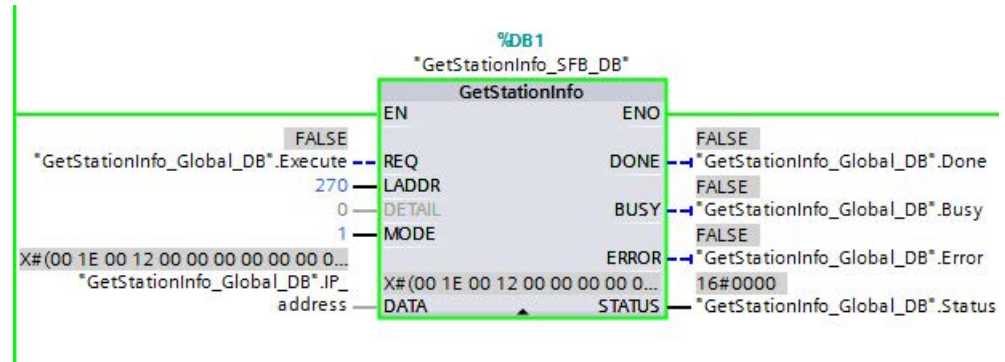 %DB1
"GetStationInfo_SFB_DB"
GetStationInfo
EN ENO
FALSE FALSE
"GetStationInfo_Global_DB".Execute REQ DONE "GetStationInfo_Global_DB".Done
270 LADDR FALSE
0 DETAIL BUSY "GetStationInfo_Global_DB".Busy
1 MODE FALSE
X#(00 1E 00 12 00 00 00 00 00 00 0... ERROR "GetStationInfo_Global_DB".Error
"GetStationInfo_Global_DB".IP_ X#(00 1E 00 12 00 00 00 00 0... 16#0000
address DATA STATUS "GetStationInfo_Global_DB".Status